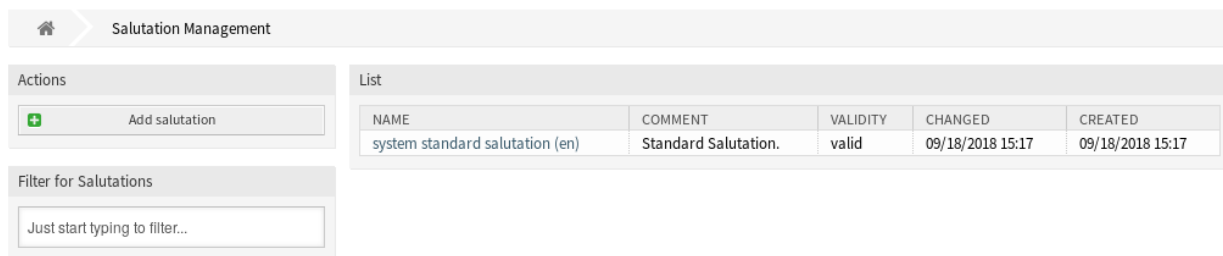 Salutation Management
Actions
Add salutation
Filter for Salutations
Just start typing to filter...
List
NAME COMMENT VALIDITY CHANGED CREATED
system standard salutation (en) Standard Salutation. valid 09/18/2018 15:17 09/18/2018 15:17